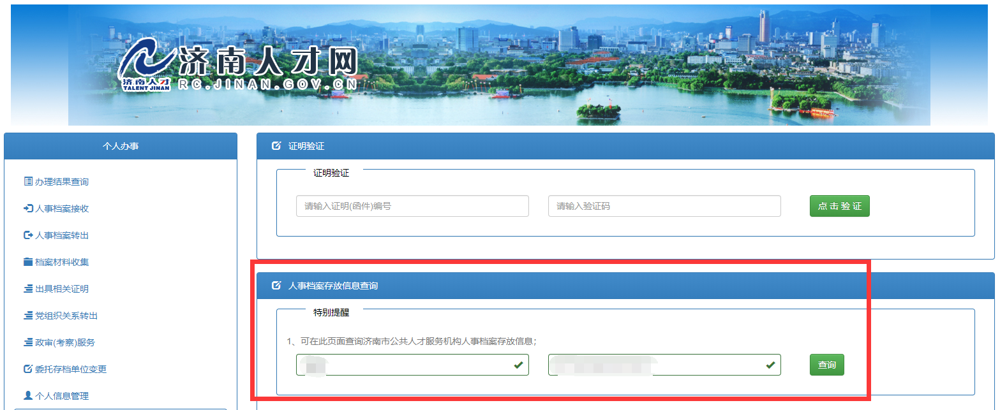 济南人才网
济南人才
TALENT JINAN
RC.JINAN.GOV.CN
个人办事
办理结果查询
人事档案接收
人事档案转出
档案材料收集
出具相关证明
党组织关系转出
政审(考察)服务
委托存档单位变更
个人信息管理
证明验证
证明验证
请输入证明(函件)编号
请输入验证码
点击验证
人事档案存放信息查询
特别提醒
1、可在此页面查询济南市公共人才服务机构人事档案存放信息；
查询